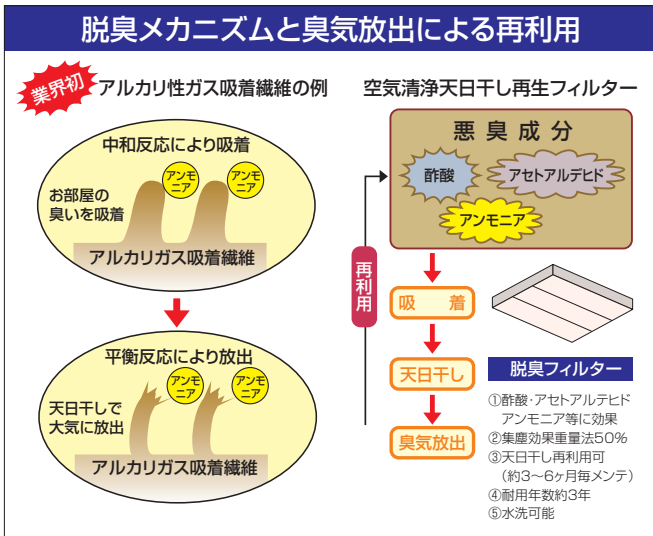 脱臭メカニズムと臭気放出による再利用
業界初
アルカリ性ガス吸着繊維の例
中和反応により吸着
アンモ
ニア
アンモ
ニア
お部屋の
臭いを吸着
アルカリガス吸着繊維
平衡反応により放出
アンモ
ニア
アンモ
ニア
天日干しで
大気に放出
アルカリガス吸着繊維
空気清浄天日干し再生フィルター
悪臭成分
酢酸
アセトアルデヒド
アンモニア
再利用
吸着
天日干し
臭気放出
脱臭フィルター
①酢酸・アセトアルテヒド
アンモニア等に効果
②集塵効果重量法50%
③天日干し再利用可
(約3〜6ヶ月毎メンテ)
④耐用年数約3年
⑤水洗可能